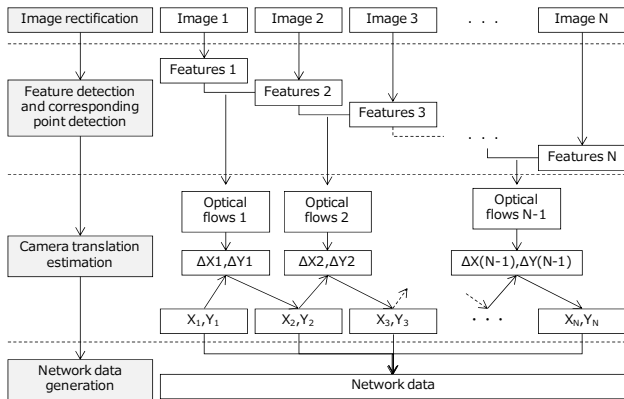 Image rectification
Image 1
Image 2
Image 3
. . .
Image N
Feature detection
and corresponding
point detection
Features 1
Features 2
Features 3
. . .
Features N
Camera translation
estimation
Optical
flows 1
Optical
flows 2
Optical
flows N-1
ΔX1,ΔY1
ΔX2,ΔY2
ΔX(N-1),ΔY(N-1)
X₁,Y₁
X₂,Y₂
X₃,Y₃
. . .
X_N,Y_N
Network data
generation
Network data